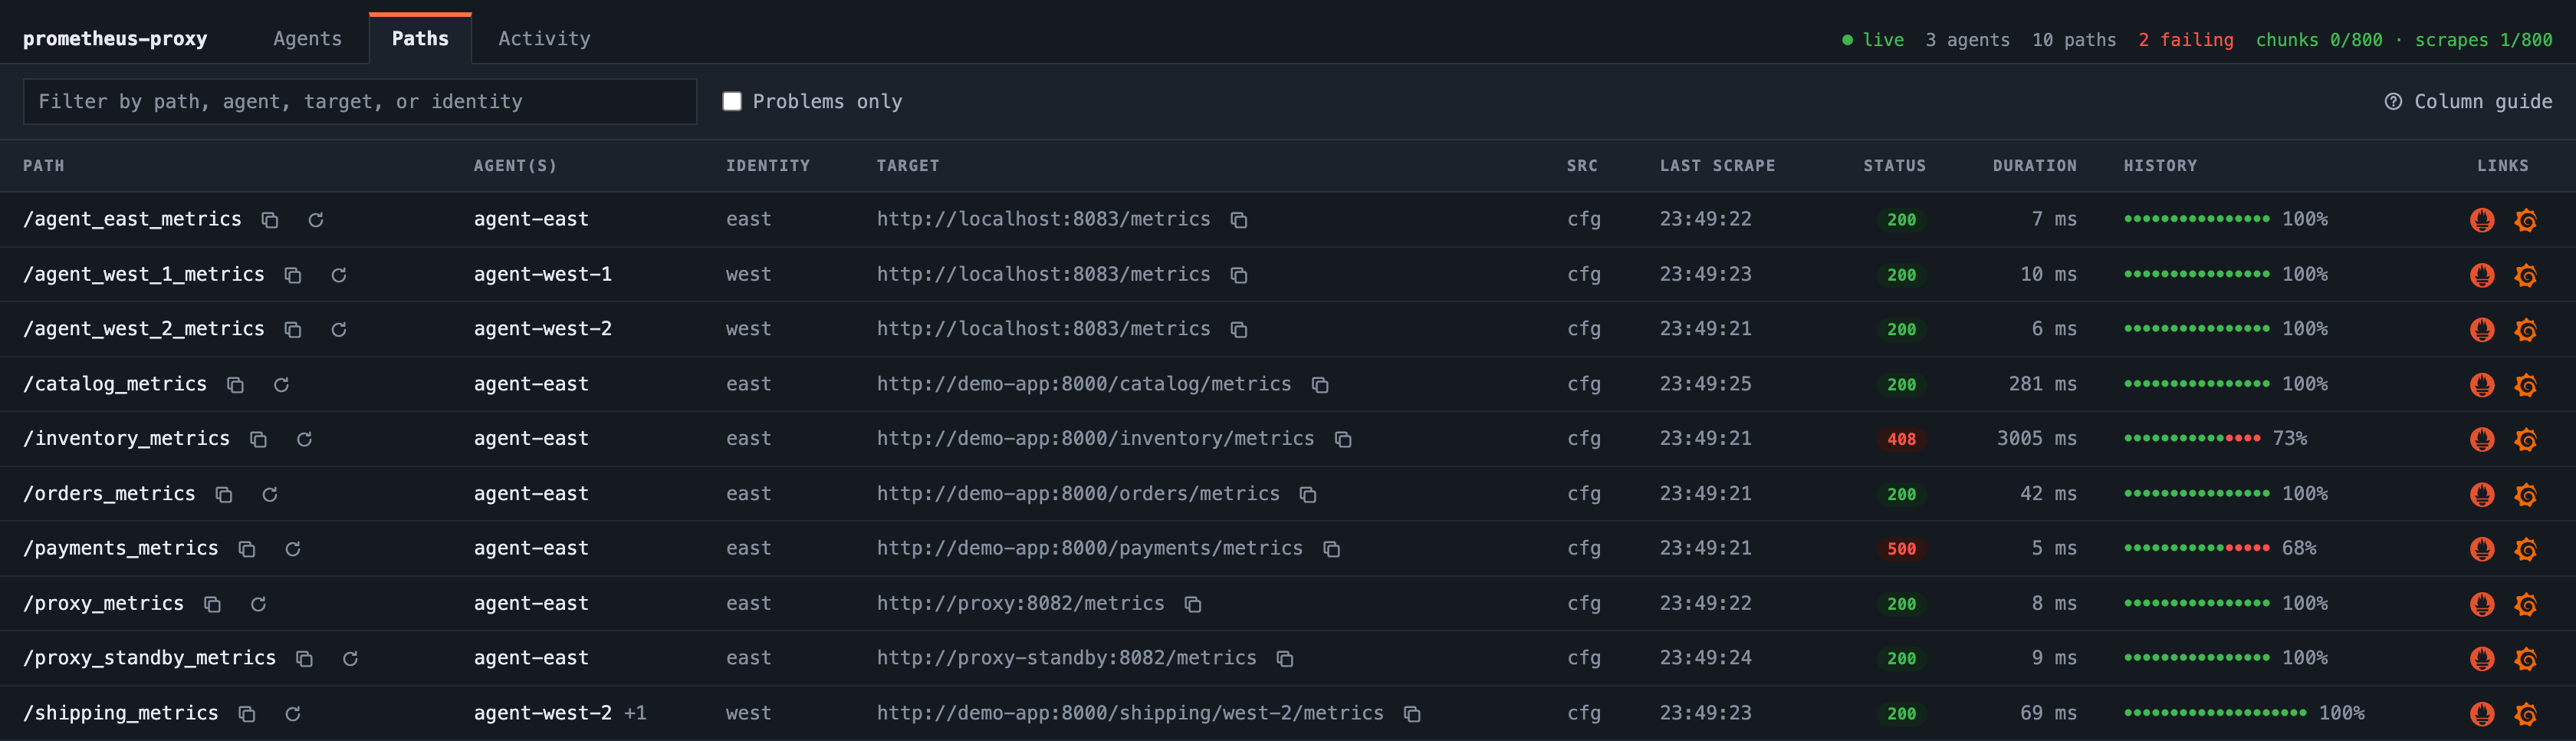 prometheus-proxy Agents Paths Activity live 3 agents 10 paths 2 failing chunks 0/800 · scrapes 1/800
Filter by path, agent, target, or identity Problems only Column guide
PATH AGENT(S) IDENTITY TARGET SRC LAST SCRAPE STATUS DURATION HISTORY LINKS
/agent_east_metrics agent-east east http://localhost:8083/metrics cfg 23:49:22 200 7 ms 100%
/agent_west_1_metrics agent-west-1 west http://localhost:8083/metrics cfg 23:49:23 200 10 ms 100%
/agent_west_2_metrics agent-west-2 west http://localhost:8083/metrics cfg 23:49:21 200 6 ms 100%
/catalog_metrics agent-east east http://demo-app:8000/catalog/metrics cfg 23:49:25 200 281 ms 100%
/inventory_metrics agent-east east http://demo-app:8000/inventory/metrics cfg 23:49:21 408 3005 ms 73%
/orders_metrics agent-east east http://demo-app:8000/orders/metrics cfg 23:49:21 200 42 ms 100%
/payments_metrics agent-east east http://demo-app:8000/payments/metrics cfg 23:49:21 500 5 ms 68%
/proxy_metrics agent-east east http://proxy:8082/metrics cfg 23:49:22 200 8 ms 100%
/proxy_standby_metrics agent-east east http://proxy-standby:8082/metrics cfg 23:49:24 200 9 ms 100%
/shipping_metrics agent-west-2 +1 west http://demo-app:8000/shipping/west-2/metrics cfg 23:49:23 200 69 ms 100%